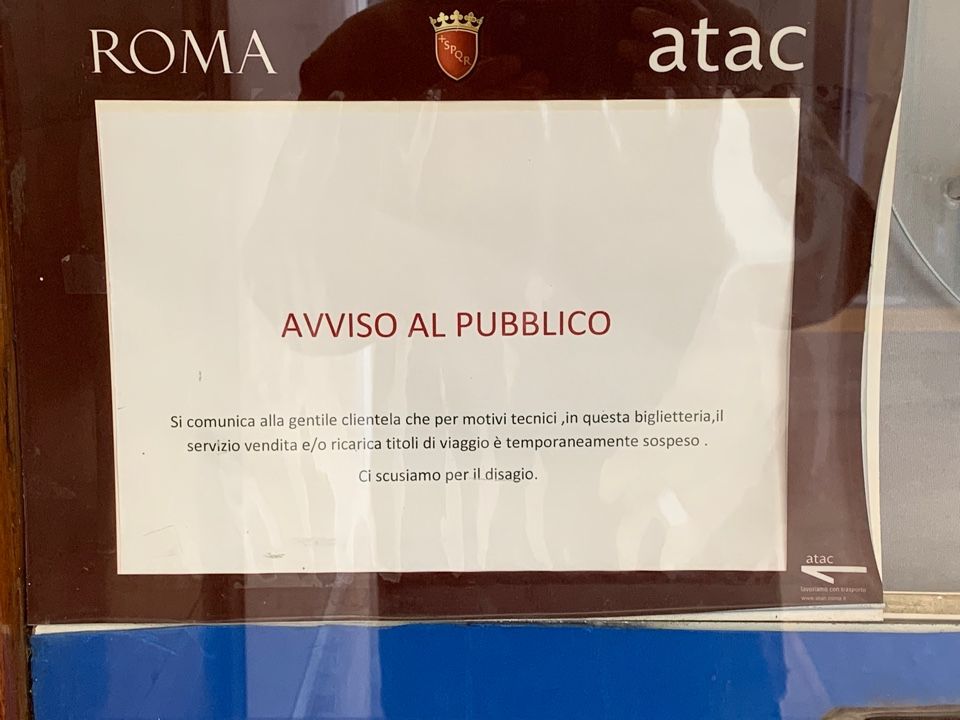 ROMA
SPQR
atac
AVVISO AL PUBBLICO
Si comunica alla gentile clientela che per motivi tecnici ,in questa biglietteria,il
servizio vendita e/o ricarica titoli di viaggio è temporaneamente sospeso .
Ci scusiamo per il disagio.
atac
lavoriamo con trasporto
www.atac.roma.it